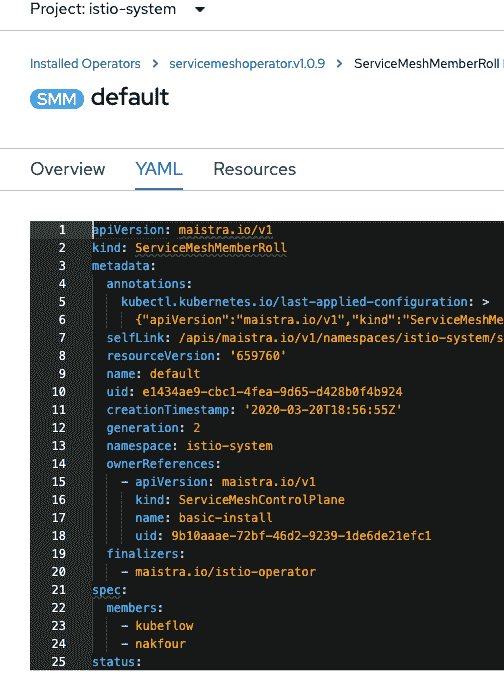 Project: istio-system
Installed Operators > servicemeshoperator.v1.0.9 > ServiceMeshMemberRoll
SMM default
Overview YAML Resources
1 apiVersion: maistra.io/v1
2 kind: ServiceMeshMemberRoll
3 metadata:
4 annotations:
5 kubectl.kubernetes.io/last-applied-configuration: >
6 {"apiVersion":"maistra.io/v1","kind":"ServiceMeshMe
7 selfLink: /apis/maistra.io/v1/namespaces/istio-system/s
8 resourceVersion: '659760'
9 name: default
10 uid: e1434ae9-cbc1-4fea-9d65-d428b0f4b924
11 creationTimestamp: '2020-03-20T18:56:55Z'
12 generation: 2
13 namespace: istio-system
14 ownerReferences:
15 - apiVersion: maistra.io/v1
16 kind: ServiceMeshControlPlane
17 name: basic-install
18 uid: 9b10aaae-72bf-46d2-9239-1de6de21efc1
19 finalizers:
20 - maistra.io/istio-operator
21 spec:
22 members:
23 - kubeflow
24 - nakfour
25 status: